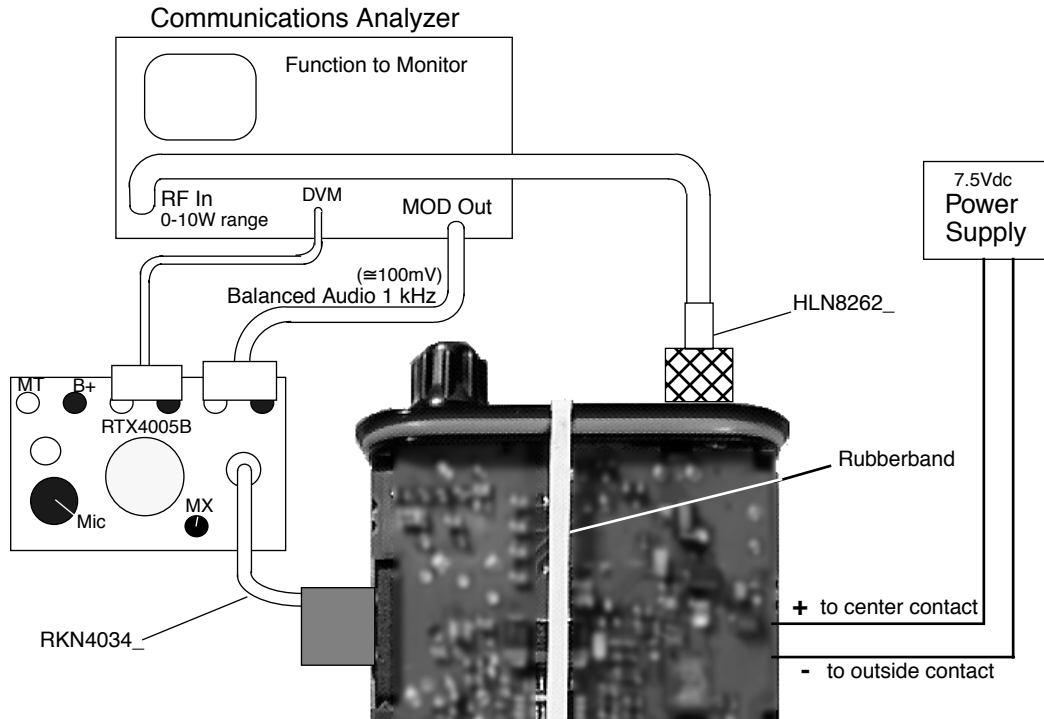 Communications Analyzer
Function to Monitor
RF In
0-10W range
DVM
MOD Out
(≅100mV)
Balanced Audio 1 kHz
7.5Vdc
Power
Supply
HLN8262_
MT
B+
RTX4005B
Mic
MX
Rubberband
RKN4034_
+ to center contact
- to outside contact